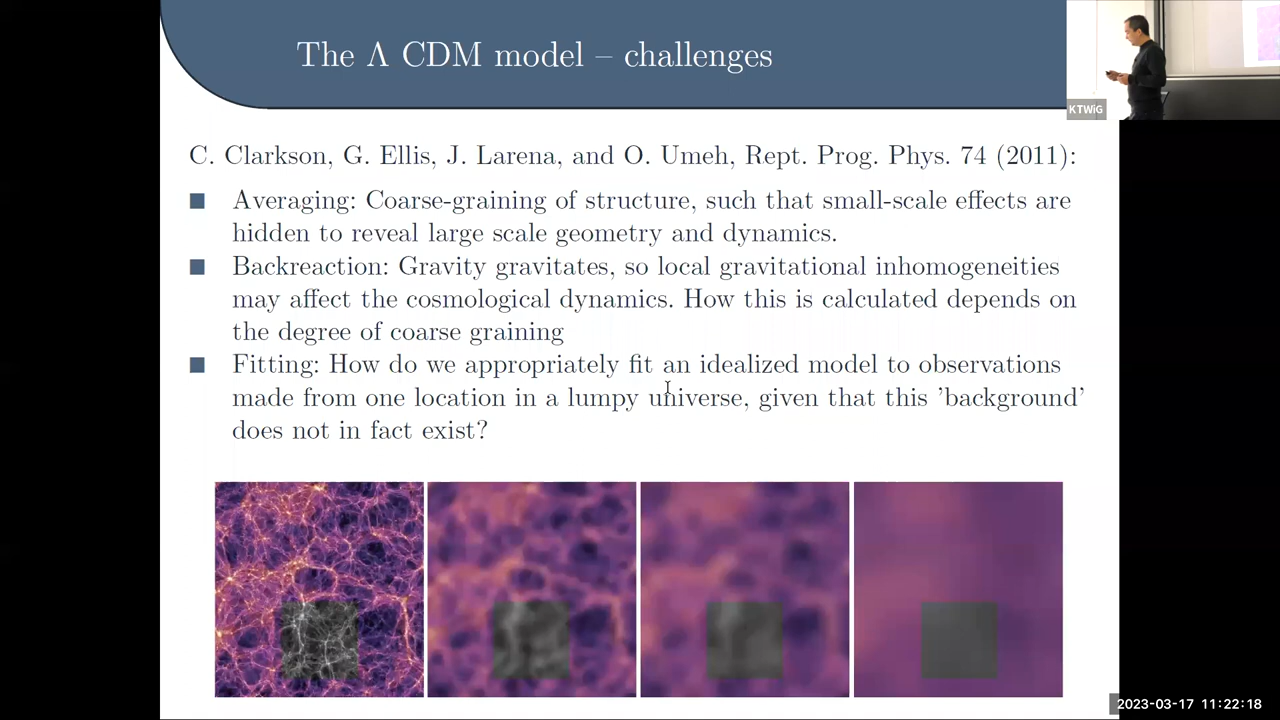 The Λ CDM model – challenges
KTWiG
C. Clarkson, G. Ellis, J. Larena, and O. Umeh, Rept. Prog. Phys. 74 (2011):
Averaging: Coarse-graining of structure, such that small-scale effects are
hidden to reveal large scale geometry and dynamics.
Backreaction: Gravity gravitates, so local gravitational inhomogeneities
may affect the cosmological dynamics. How this is calculated depends on
the degree of coarse graining
Fitting: How do we appropriately fit an idealized model to observations
made from one location in a lumpy universe, given that this 'background'
does not in fact exist?
2023-03-17 11:22:18